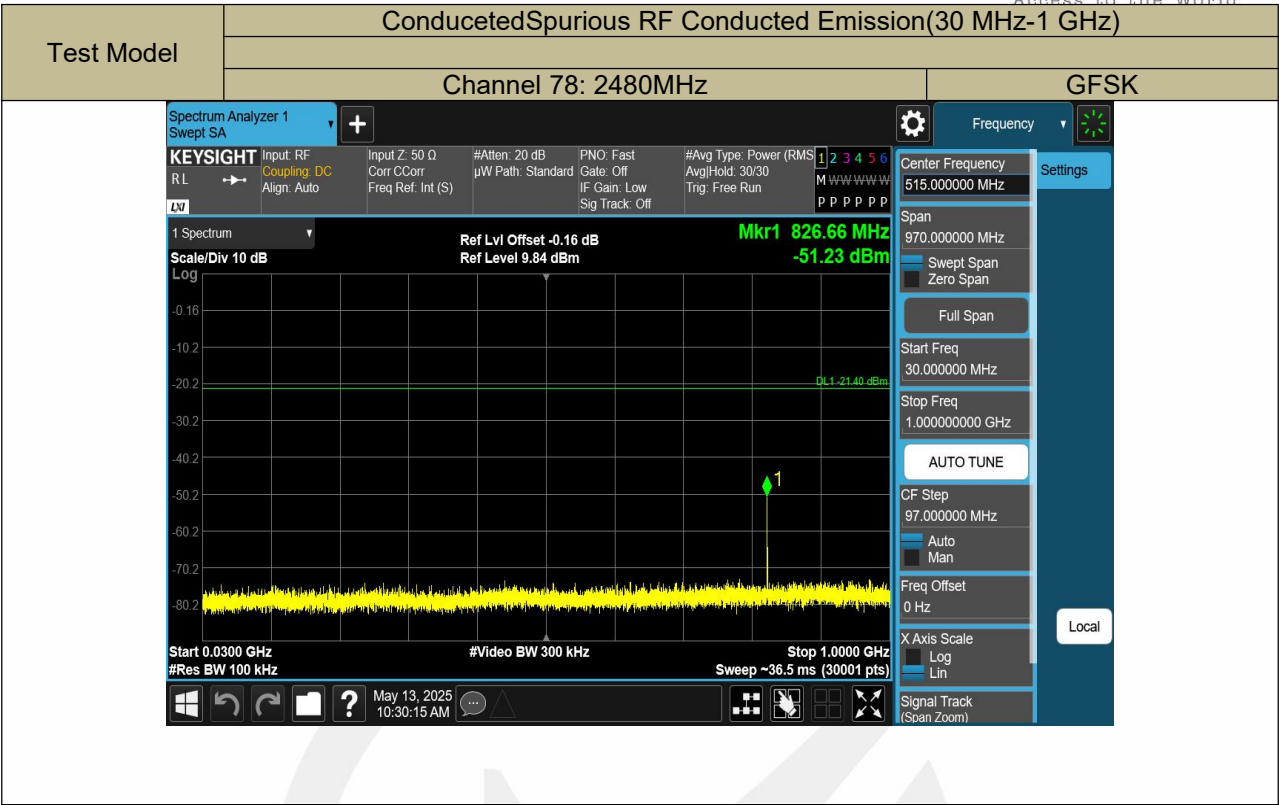 Access to the World
ConducetedSpurious RF Conducted Emission(30 MHz-1 GHz)
Test Model
Channel 78: 2480MHz
GFSK
Spectrum Analyzer 1
Swept SA
+
Frequency
KEYSIGHT
RL
LXI
Input: RF
Coupling: DC
Align: Auto
Input Z: 50 Ω
Corr CCorr
Freq Ref: Int (S)
#Atten: 20 dB
µW Path: Standard
PNO: Fast
Gate: Off
IF Gain: Low
Sig Track: Off
#Avg Type: Power (RMS
Avg|Hold: 30/30
Trig: Free Run
1 2 3 4 5 6
M W W W W W
P P P P P P
1 Spectrum
Scale/Div 10 dB
Log
Ref Lvl Offset -0.16 dB
Ref Level 9.84 dBm
Mkr1 826.66 MHz
-51.23 dBm
-0.16
-10.2
-20.2
DL1 -21.40 dBm
-30.2
-40.2
1
-50.2
-60.2
-70.2
-80.2
Start 0.0300 GHz
#Res BW 100 kHz
#Video BW 300 kHz
Stop 1.0000 GHz
Sweep ~36.5 ms (30001 pts)
?
May 13, 2025
10:30:15 AM
Center Frequency
515.000000 MHz
Settings
Span
970.000000 MHz
Swept Span
Zero Span
Full Span
Start Freq
30.000000 MHz
Stop Freq
1.000000000 GHz
AUTO TUNE
CF Step
97.000000 MHz
Auto
Man
Freq Offset
0 Hz
X Axis Scale
Log
Lin
Local
Signal Track
(Span Zoom)